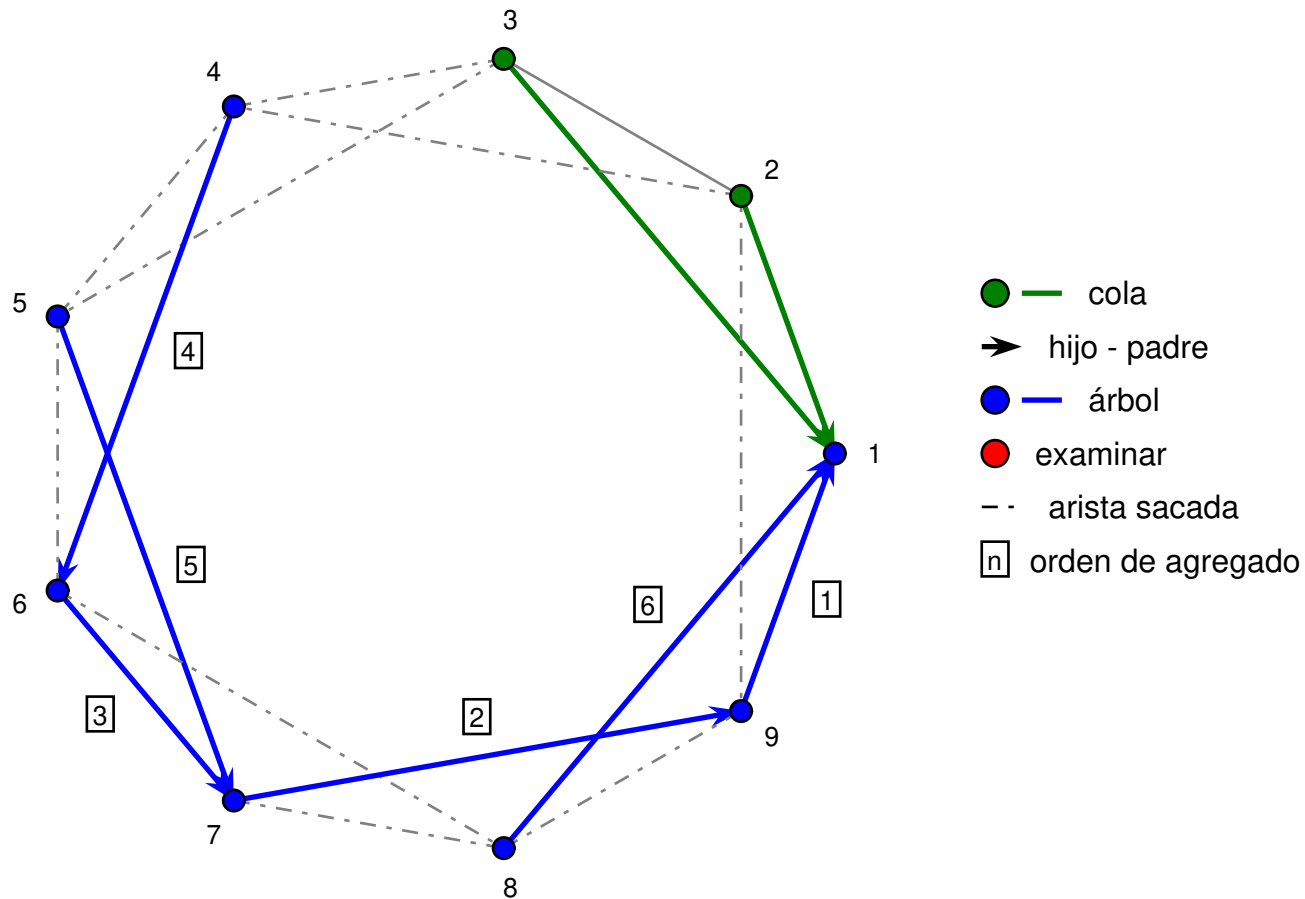 3
4
2
5
4
cola
hijo - padre
árbol
1
examinar
arista sacada
5
n orden de agregado
6
6
1
3
2
9
7
8